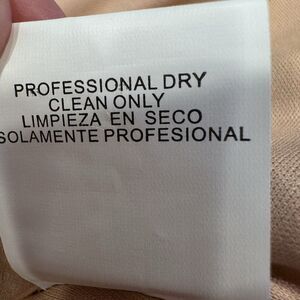 PROFESSIONAL DRY
CLEAN ONLY
LIMPIEZA EN SECO
SOLAMENTE PROFESIONAL